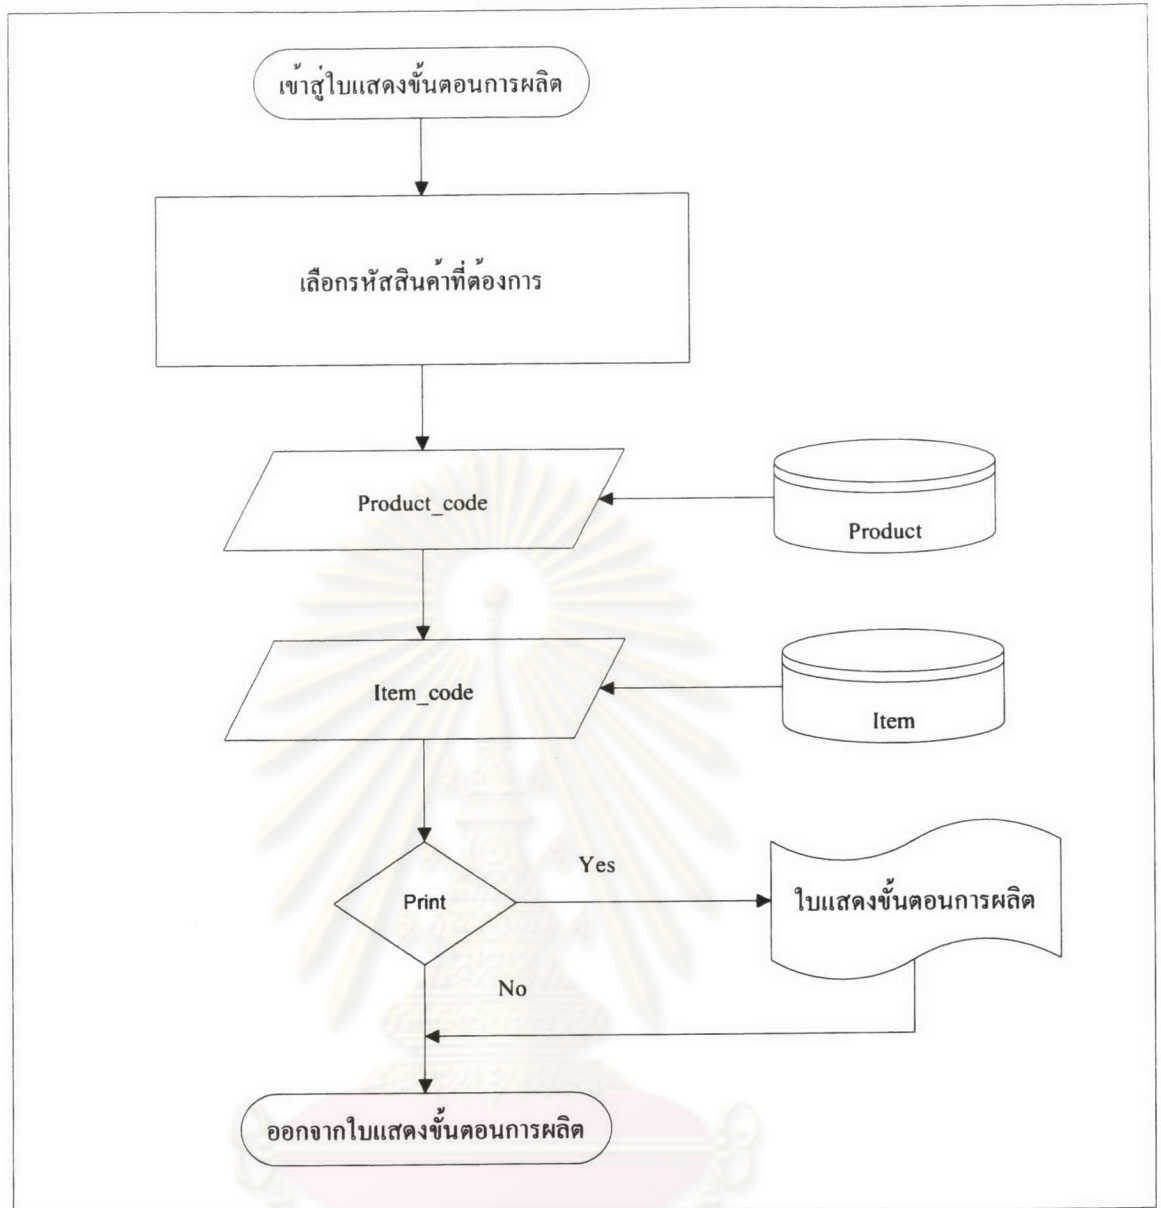 เข้าสู่ใบแสดงขั้นตอนการผลิต
เลือกรหัสสินค้าที่ต้องการ
Product_code
Product
Item_code
Item
Print
Yes
ใบแสดงขั้นตอนการผลิต
No
ออกจากใบแสดงขั้นตอนการผลิต